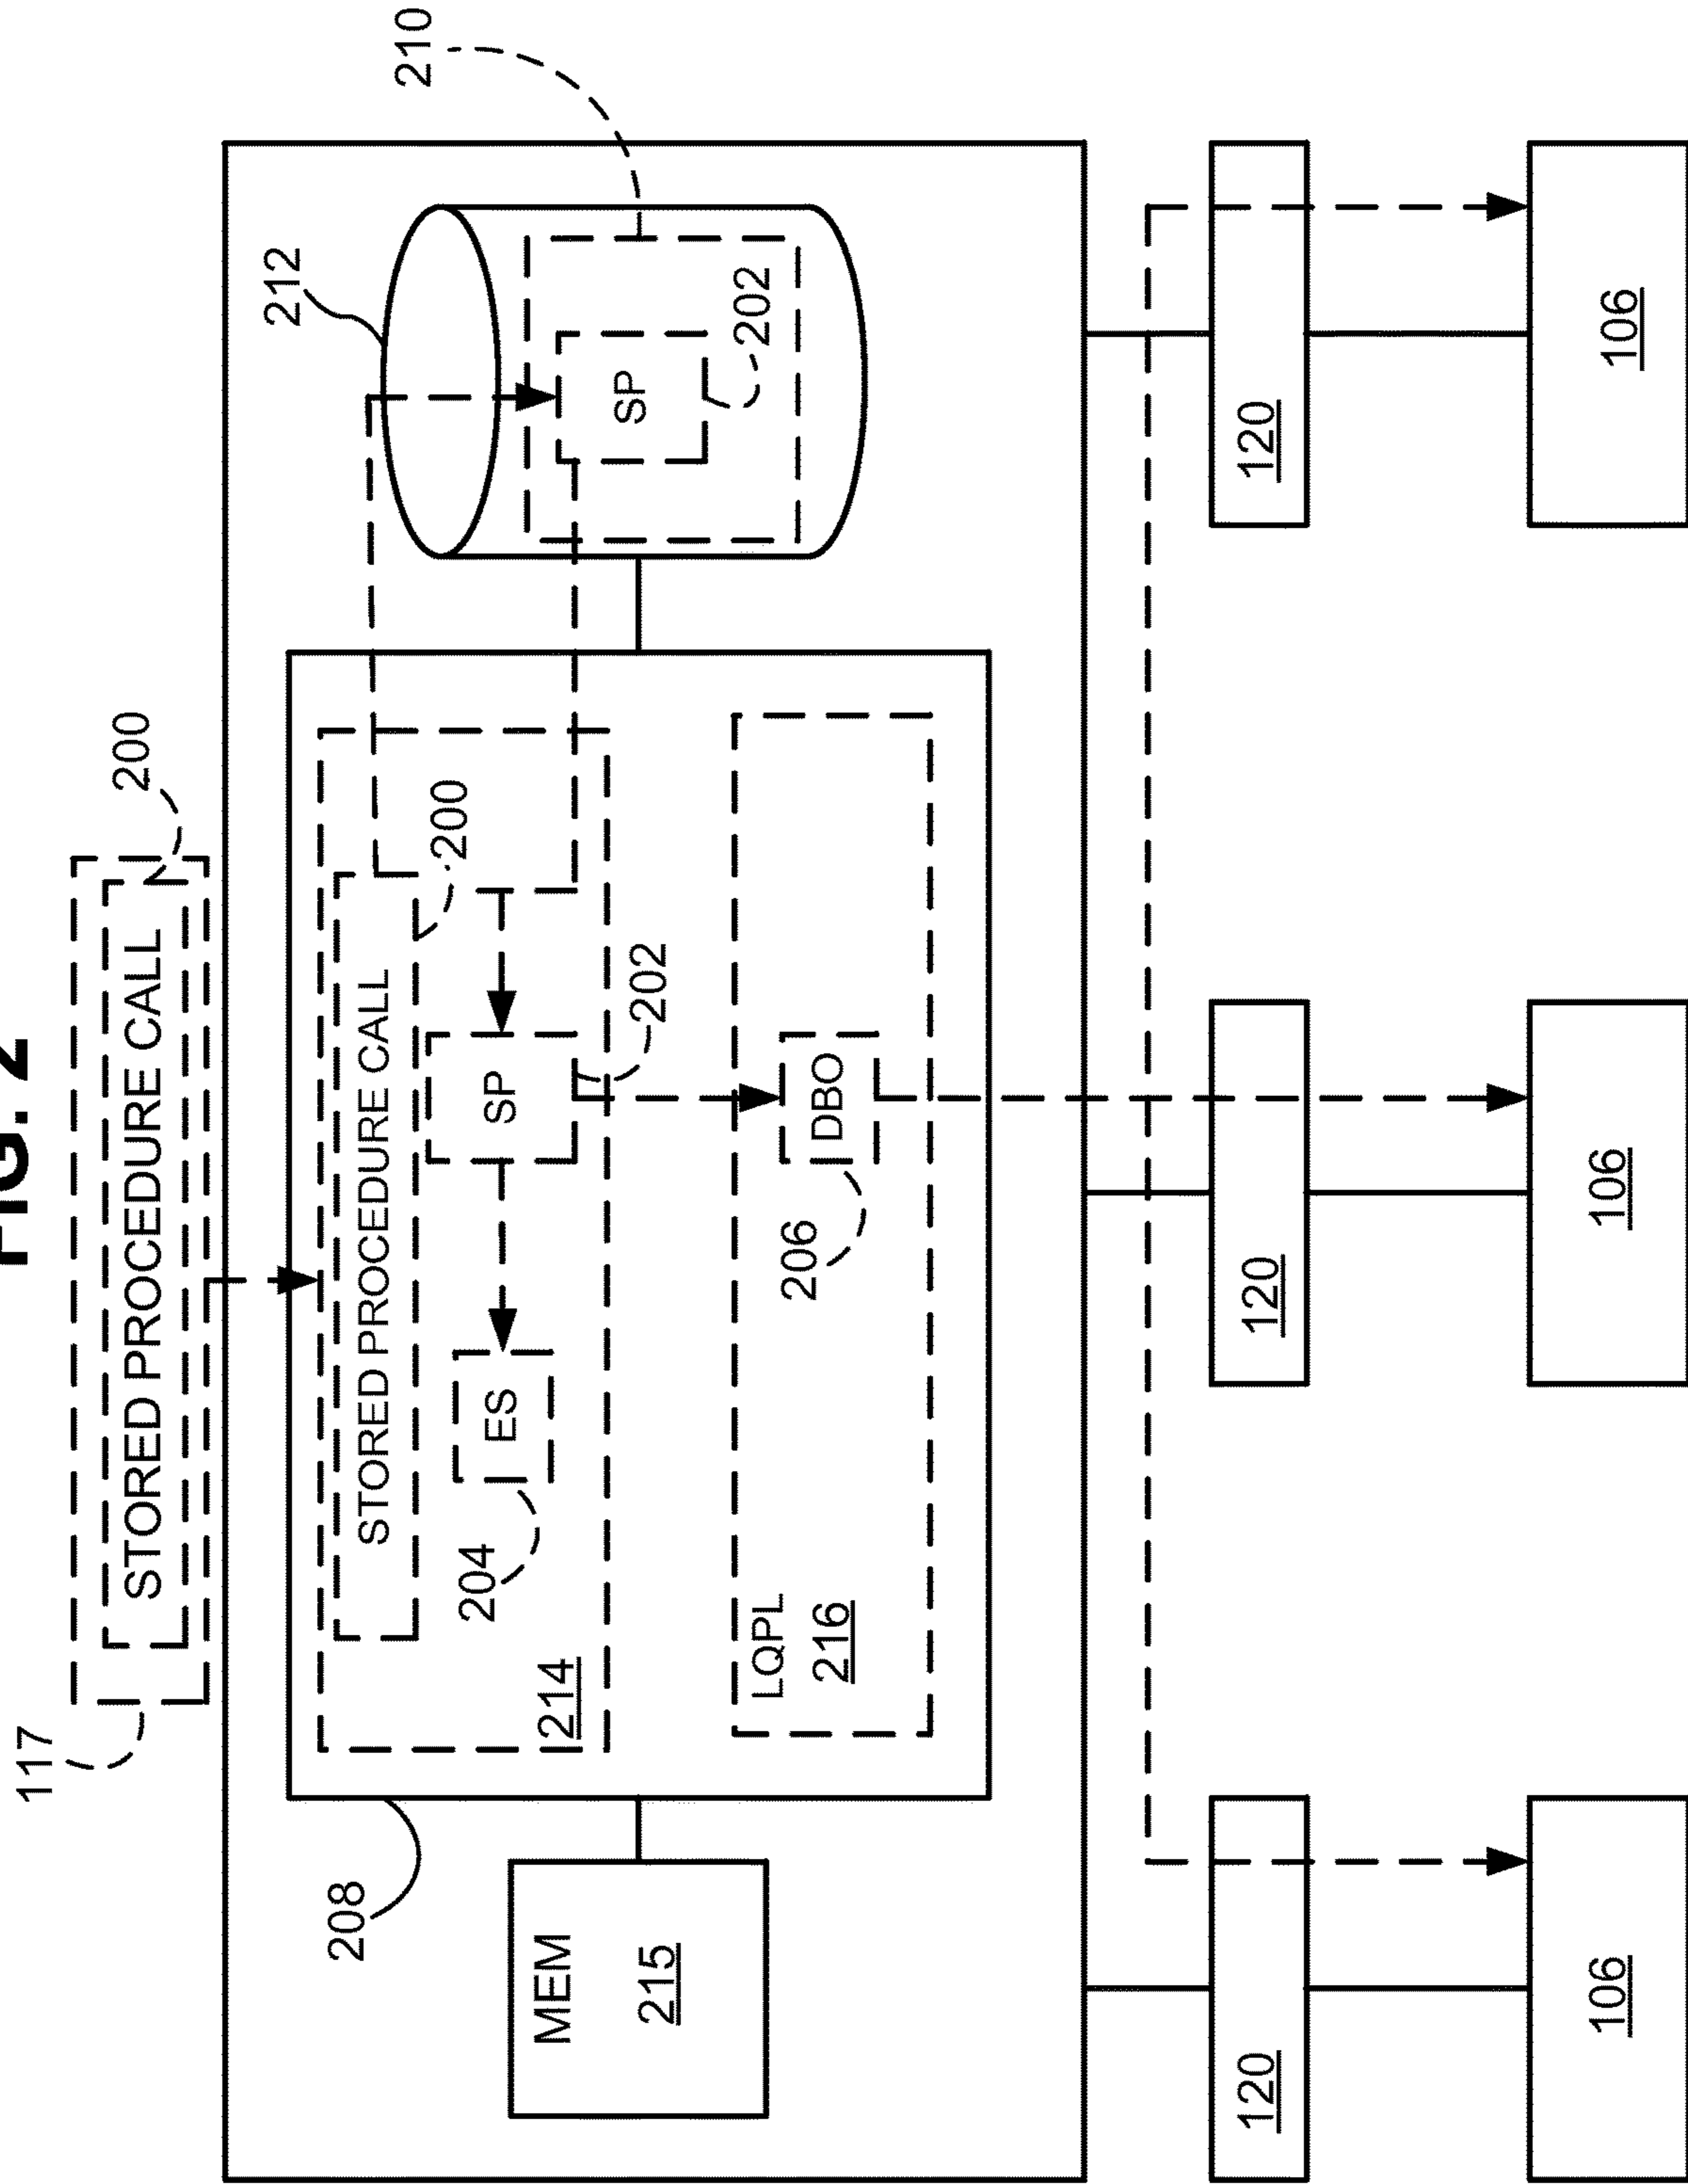 FIG. 2
117
STORED PROCEDURE CALL
200
210
212
208
STORED PROCEDURE CALL
200
204
ES
SP
202
SP
202
214
MEM
215
LQPL
216
206
DBO
120
120
120
106
106
106